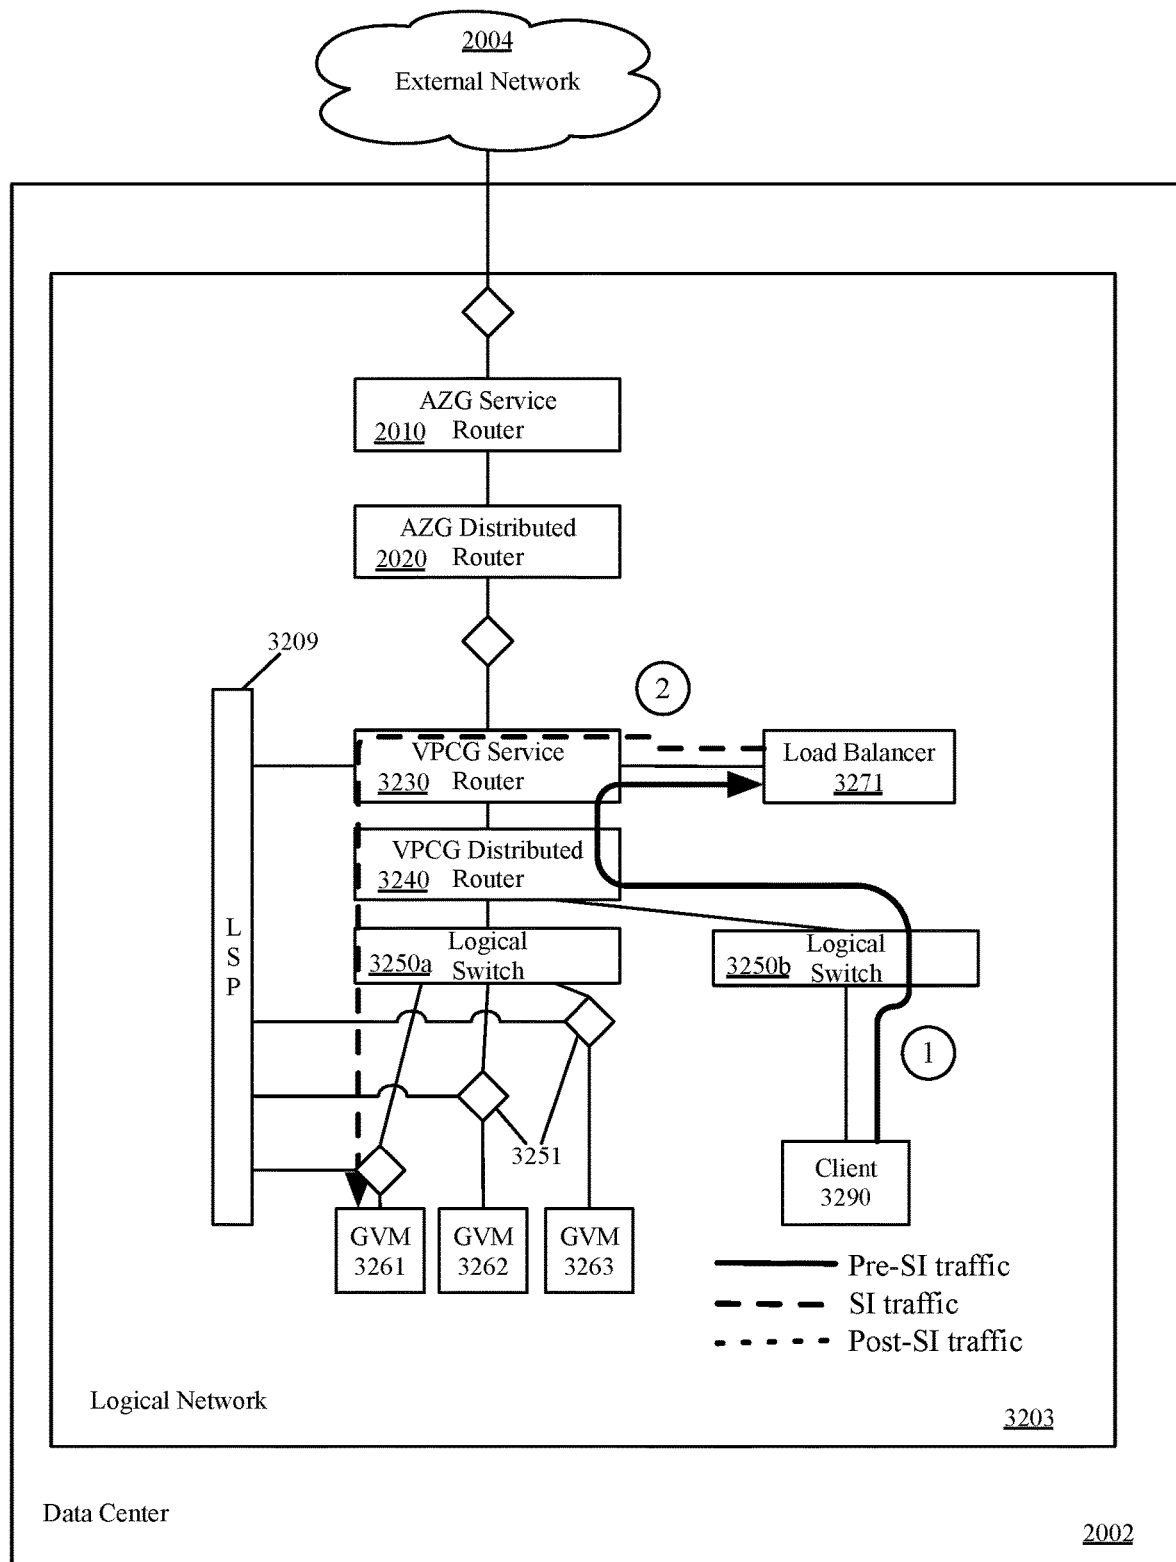 2004
External Network
AZG Service
2010 Router
AZG Distributed
2020 Router
3209
2
VPCG Service
3230 Router
Load Balancer
3271
VPCG Distributed
3240 Router
L
S
P
Logical
3250a Switch
Logical
3250b Switch
1
3251
Client
3290
GVM
3261
GVM
3262
GVM
3263
Pre-SI traffic
SI traffic
Post-SI traffic
Logical Network
3203
Data Center
2002